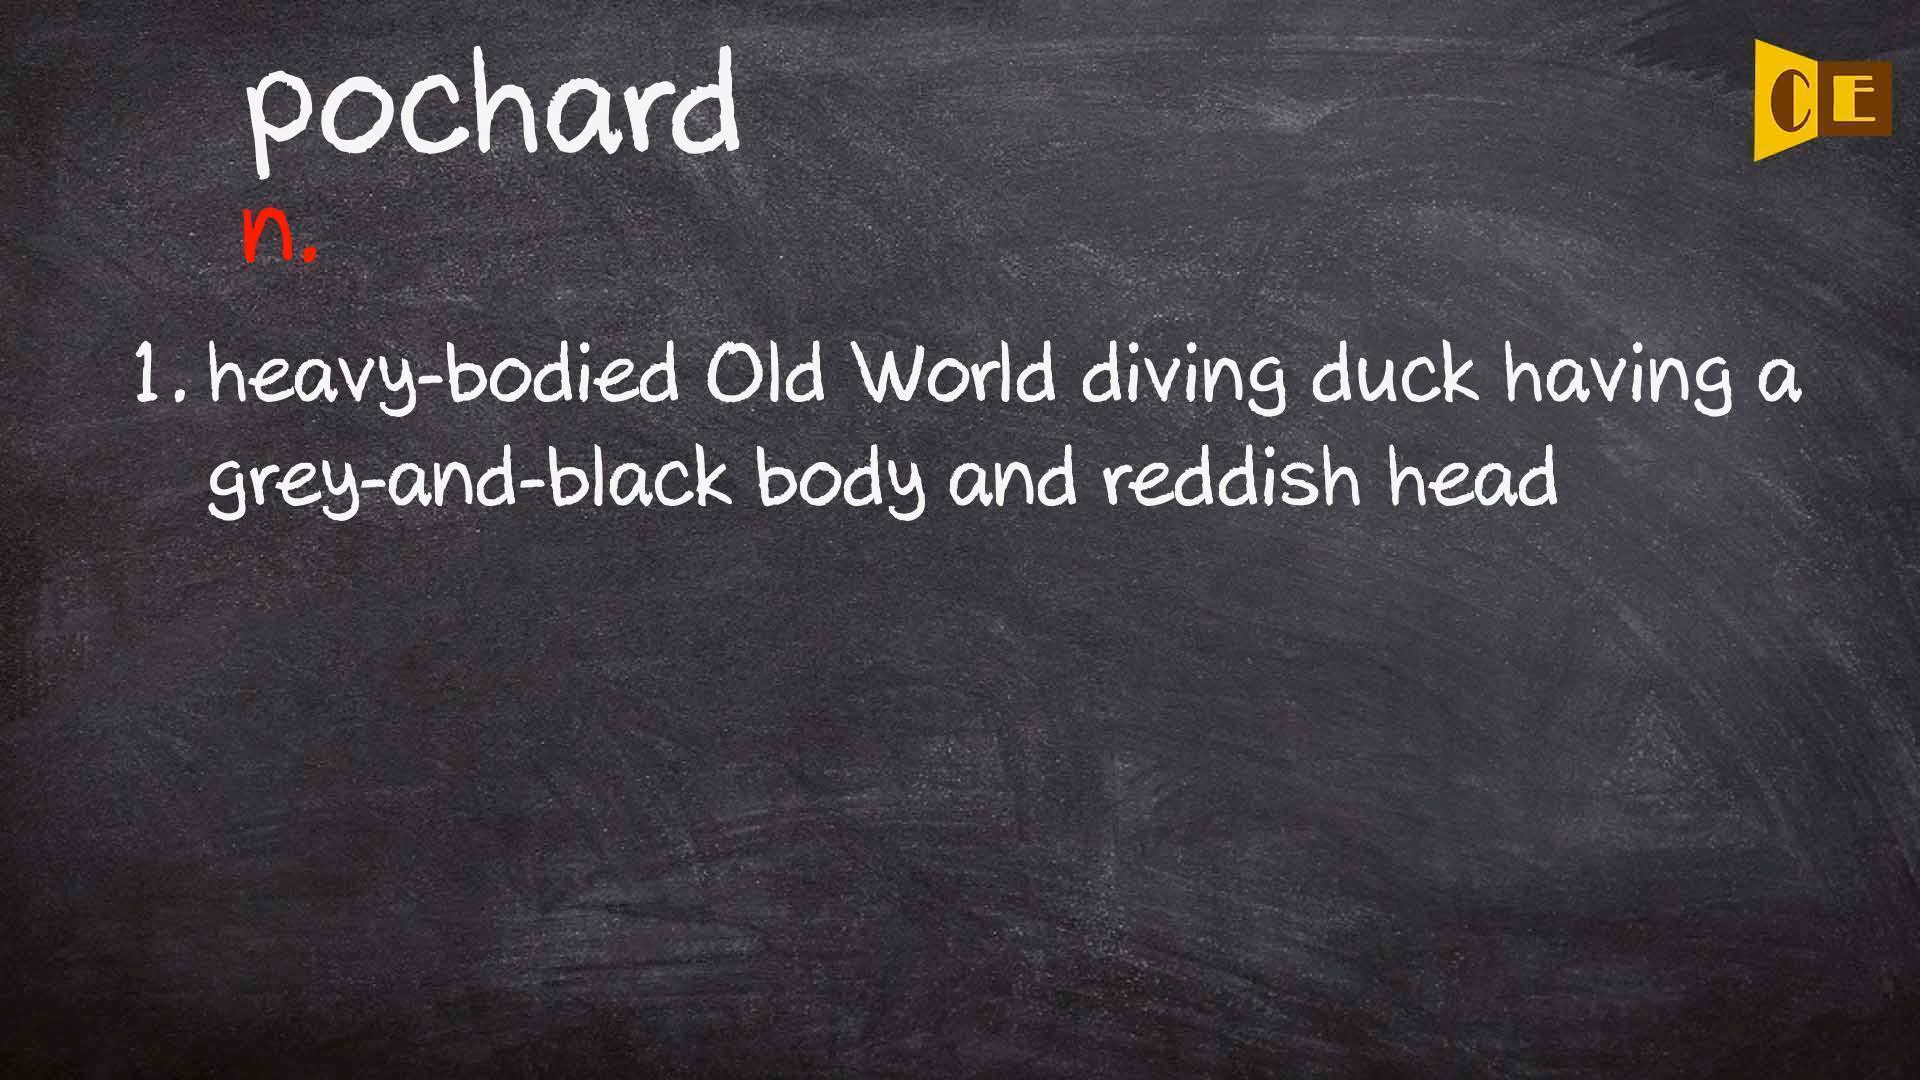 pochard
CE
n.
1. heavy-bodied Old World diving duck having a
grey-and-black body and reddish head